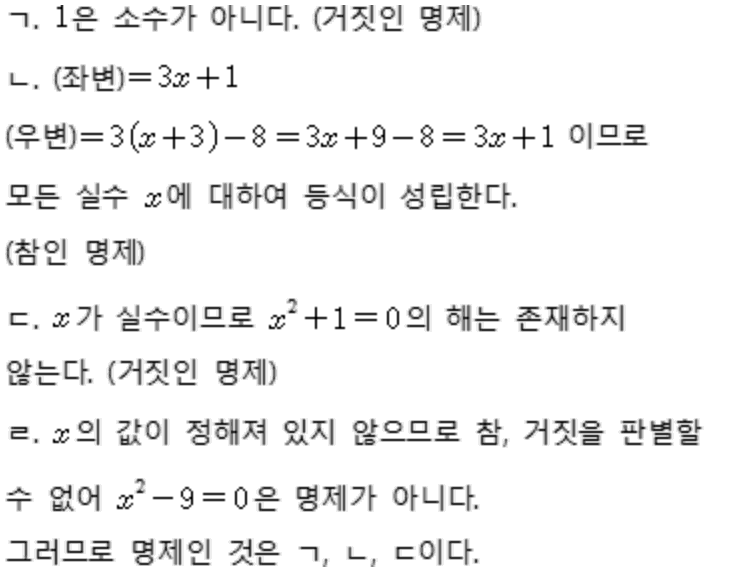 ㄱ. 1은 소수가 아니다. (거짓인 명제)
ㄴ. (좌변)=3x+1
(우변)=3(x+3)-8=3x+9-8=3x+1 이므로
모든 실수 x에 대하여 등식이 성립한다.
(참인 명제)
ㄷ. x가 실수이므로 x²+1=0의 해는 존재하지
않는다. (거짓인 명제)
ㄹ. x의 값이 정해져 있지 않으므로 참, 거짓을 판별할
수 없어 x²-9=0은 명제가 아니다.
그러므로 명제인 것은 ㄱ, ㄴ, ㄷ이다.